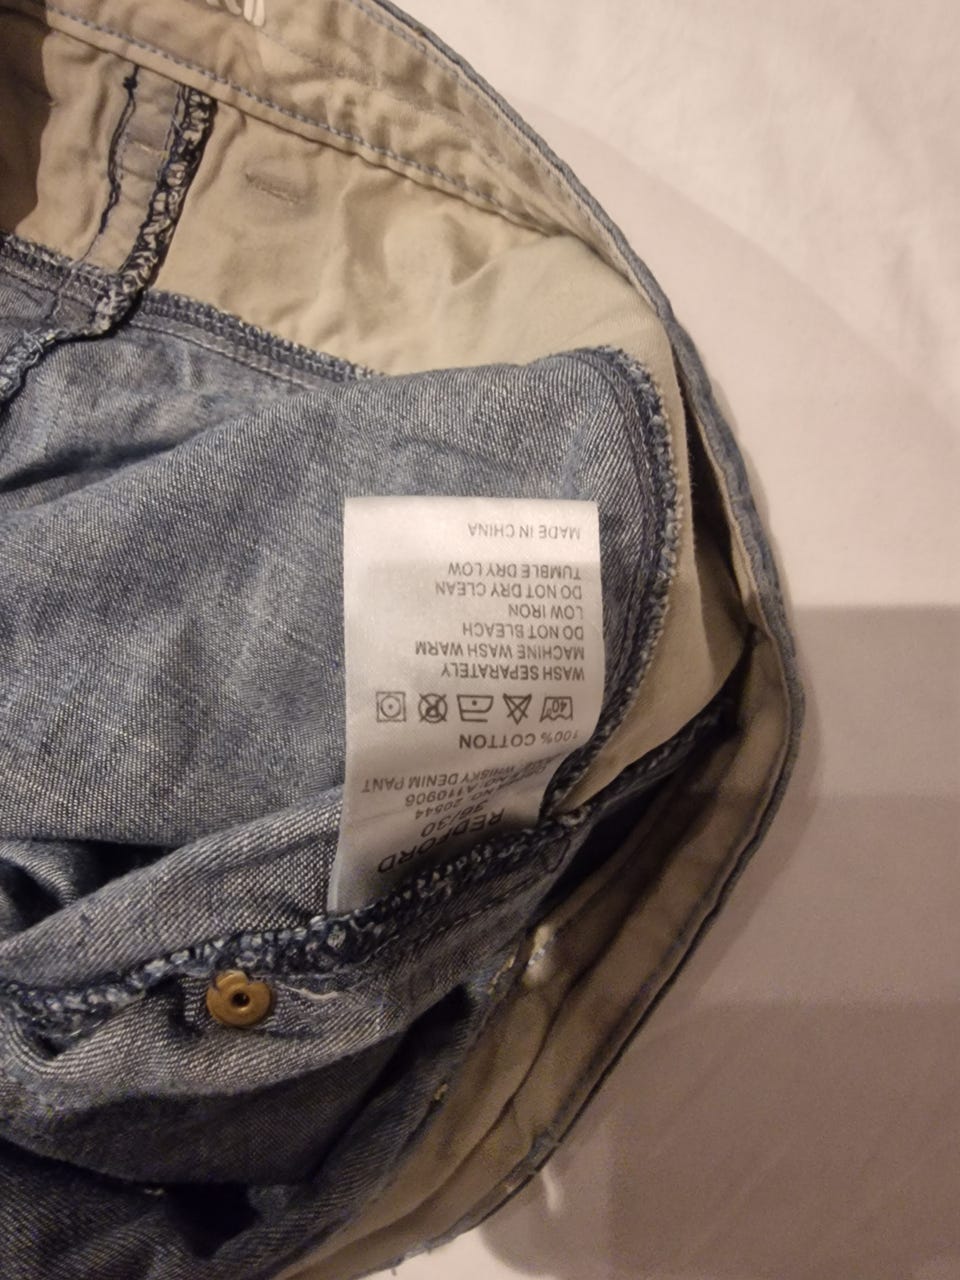 REDFORD
36/30
20544
A110906
WHISKY DENIM PANT
100% COTTON
40°
WASH SEPARATELY
MACHINE WASH WARM
DO NOT BLEACH
LOW IRON
DO NOT DRY CLEAN
TUMBLE DRY LOW
MADE IN CHINA